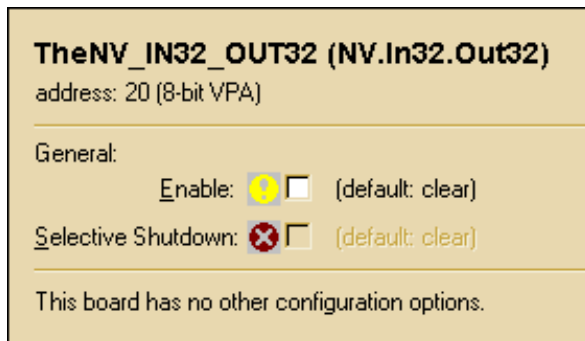 TheNV_IN32_OUT32 (NV.In32.Out32)
address: 20 (8-bit VPA)
General:
Enable: (default: clear)
Selective Shutdown: (default: clear)
This board has no other configuration options.